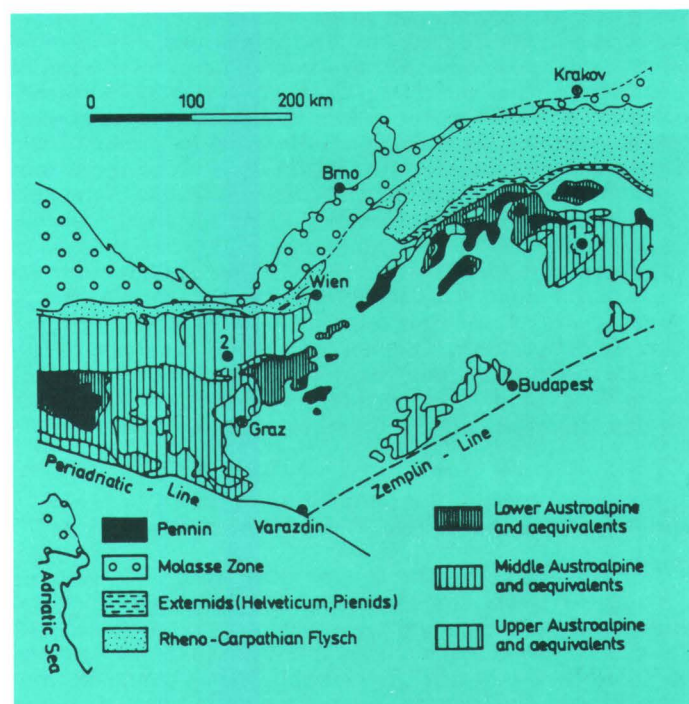 Krakov
0 100 200 km
Brno
1
Wien
2
Budapest
Graz
Zemplin - Line
Periadriatic - Line
Varazdin
Adriatic Sea
Pennin
Molasse Zone
Externids (Helveticum, Pienids)
Rheno-Carpathian Flysch
Lower Austroalpine
and aequivalents
Middle Austroalpine
and aequivalents
Upper Austroalpine
and aequivalents